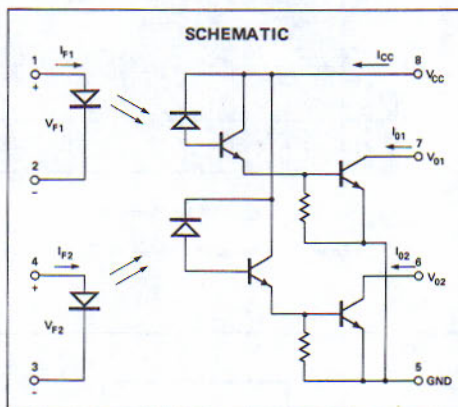 SCHEMATIC
1
IF1
+
VF1
2
-
4
IF2
+
VF2
3
-
ICC
8
VCC
I01
7
V01
I02
6
V02
5
GND